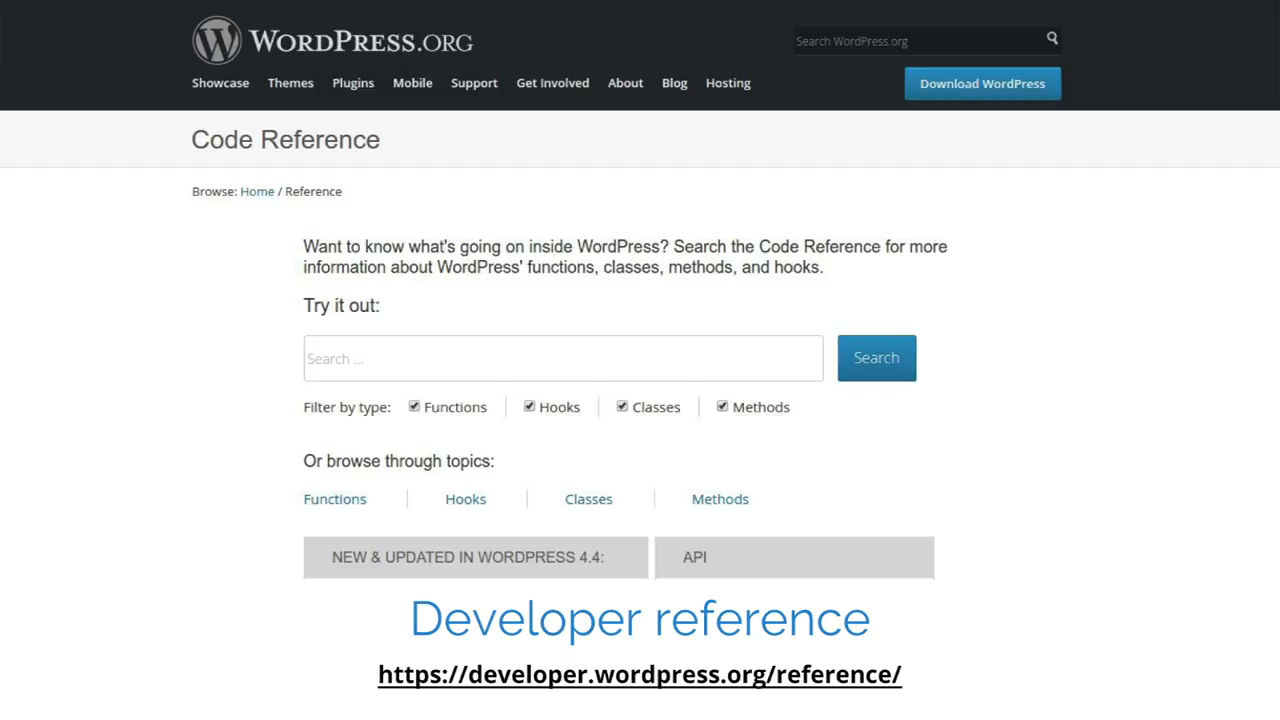 WORDPRESS.ORG
Search WordPress.org
Showcase Themes Plugins Mobile Support Get Involved About Blog Hosting
Download WordPress
Code Reference
Browse: Home / Reference
Want to know what's going on inside WordPress? Search the Code Reference for more
information about WordPress' functions, classes, methods, and hooks.
Try it out:
Search ...
Search
Filter by type: Functions Hooks Classes Methods
Or browse through topics:
Functions Hooks Classes Methods
NEW & UPDATED IN WORDPRESS 4.4: API
Developer reference
https://developer.wordpress.org/reference/